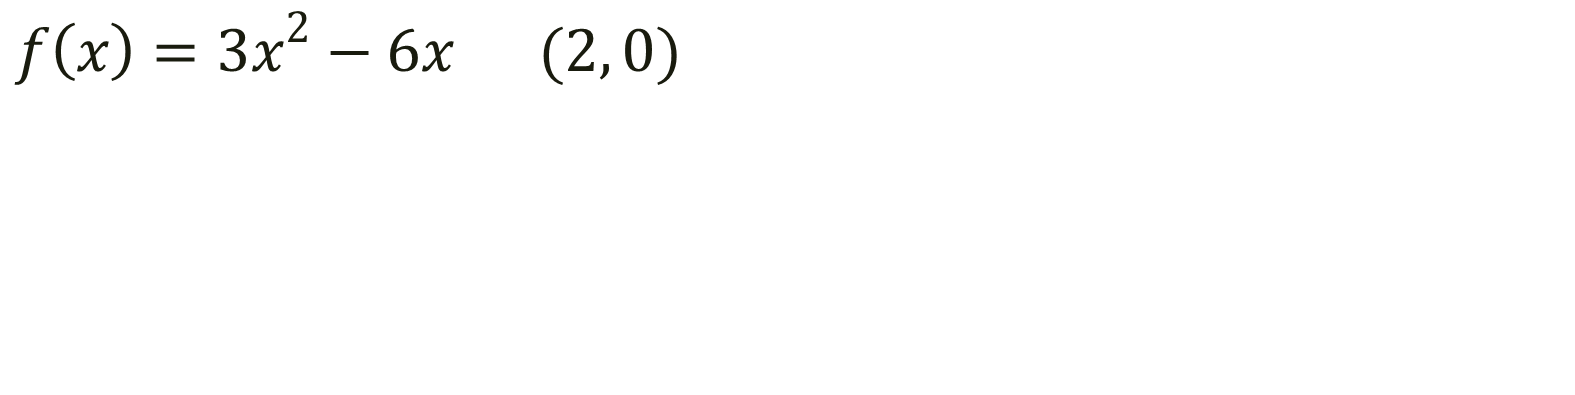 f(x) = 3x² − 6x (2, 0)